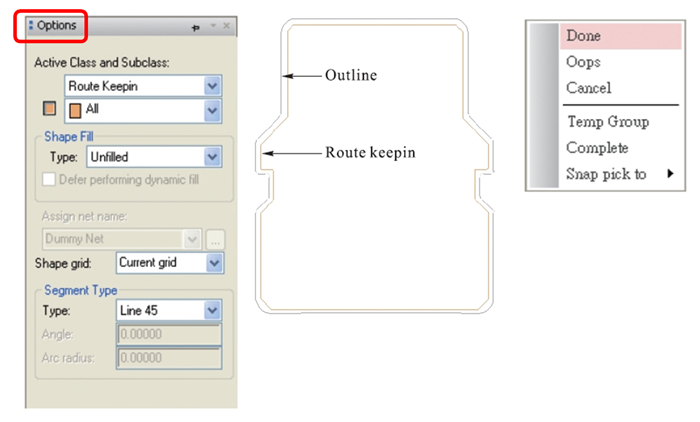 Options
Active Class and Subclass:
Route Keepin
All
Shape Fill
Type: Unfilled
Defer performing dynamic fill
Assign net name:
Dummy Net ...
Shape grid: Current grid
Segment Type
Type: Line 45
Angle: 0.00000
Arc radius: 0.00000
Outline
Route keepin
Done
Oops
Cancel
Temp Group
Complete
Snap pick to